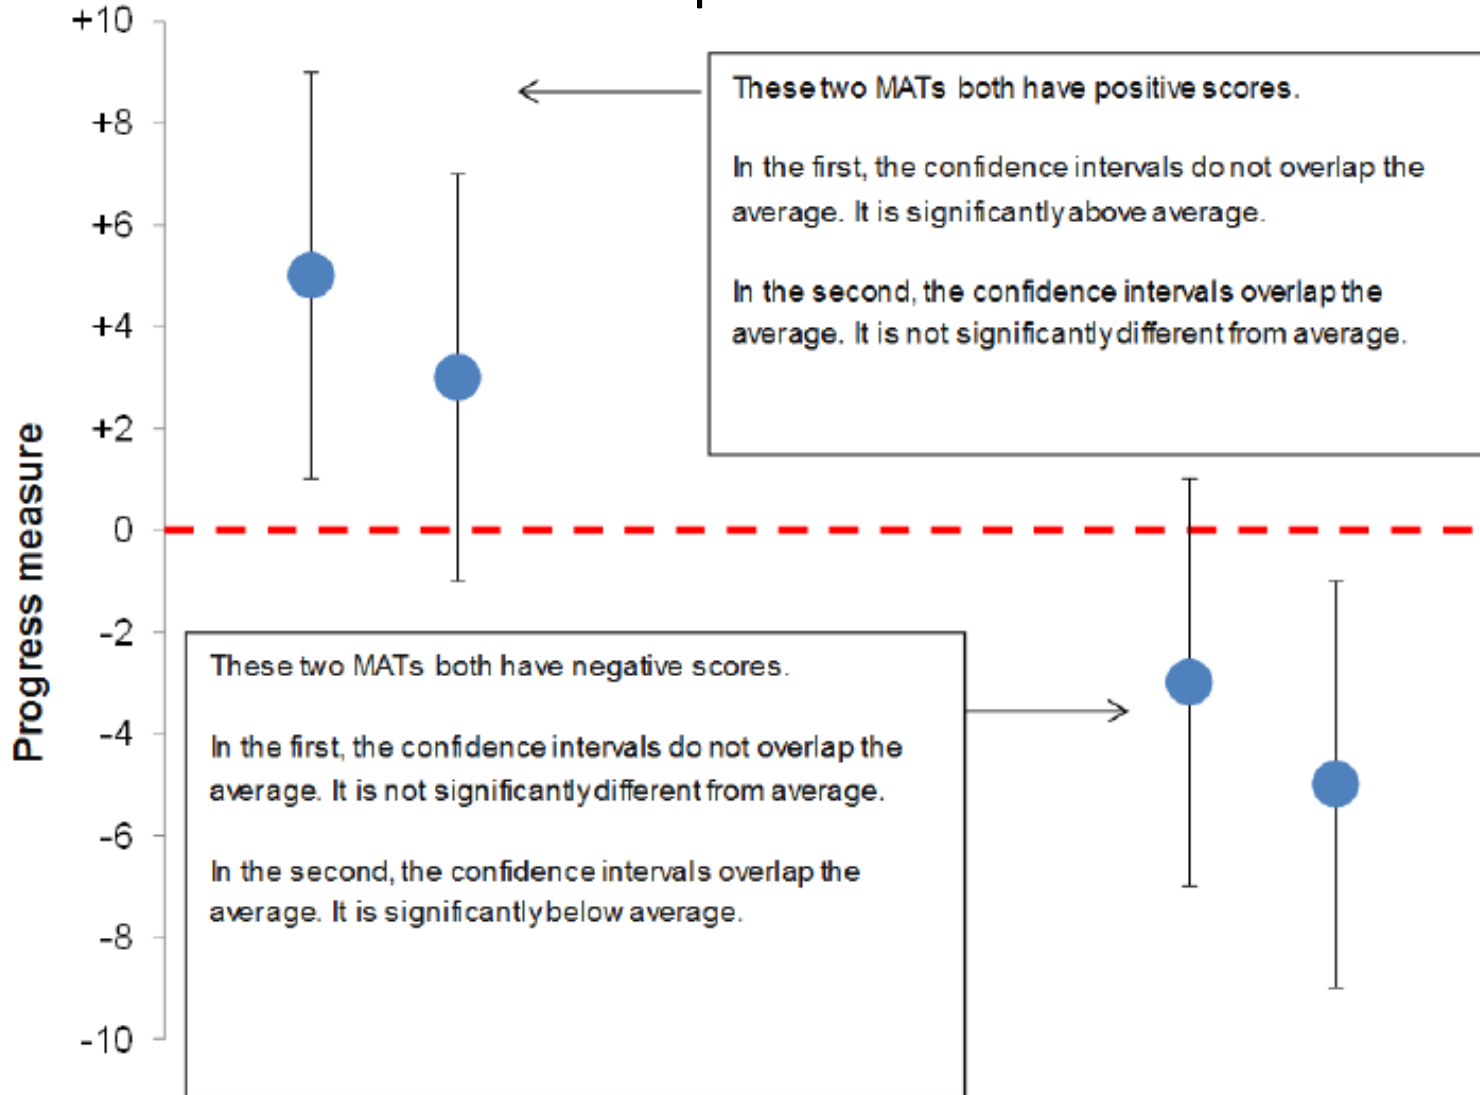 +10
+8
+6
+4
+2
0
-2
-4
-6
-8
-10
Progress measure
These two MATs both have positive scores.
In the first, the confidence intervals do not overlap the
average. It is significantly above average.
In the second, the confidence intervals overlap the
average. It is not significantly different from average.
These two MATs both have negative scores.
In the first, the confidence intervals do not overlap the
average. It is not significantly different from average.
In the second, the confidence intervals overlap the
average. It is significantly below average.